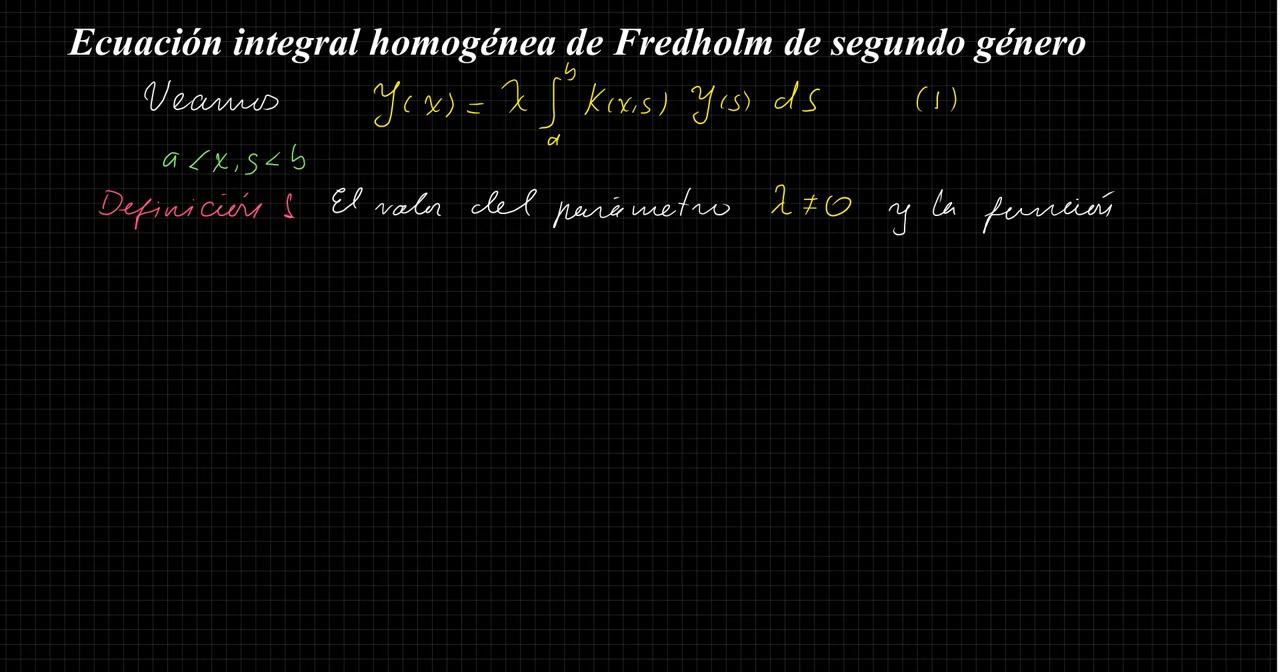 Ecuación integral homogénea de Fredholm de segundo género
Veamos y(x) = λ ∫_a^b K(x,s) y(s) ds (1)
a < x, s < b
Definición 1 El valor del parámetro λ ≠ 0 y la función